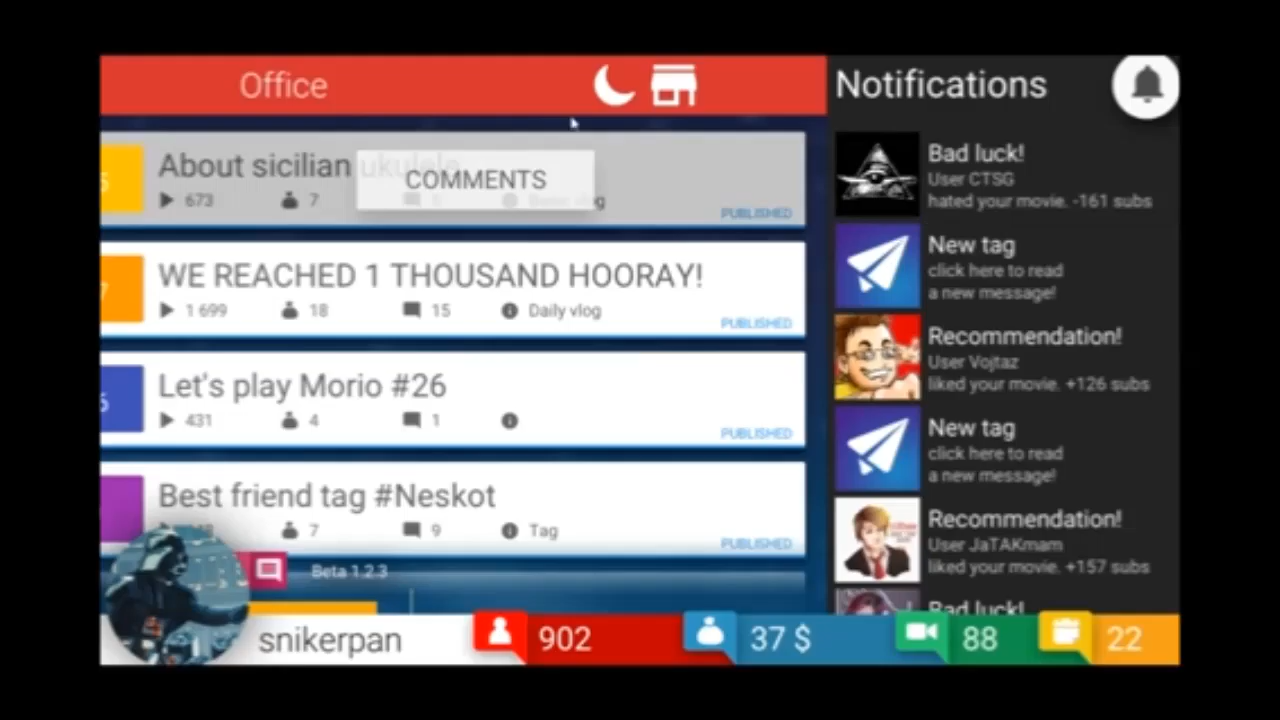 Office
Notifications
About sicilian ukulele
COMMENTS
673
7
PUBLISHED
WE REACHED 1 THOUSAND HOORAY!
1 699
18
15
Daily vlog
PUBLISHED
Let's play Morio #26
431
4
1
PUBLISHED
Best friend tag #Neskot
7
9
Tag
PUBLISHED
Beta 1.2.3
Bad luck!
User CTSG
hated your movie. -161 subs
New tag
click here to read
a new message!
Recommendation!
User Vojtaz
liked your movie. +126 subs
New tag
click here to read
a new message!
Recommendation!
User JaTAKmam
liked your movie. +157 subs
Bad luck!
snikerpan
902
37 $
88
22